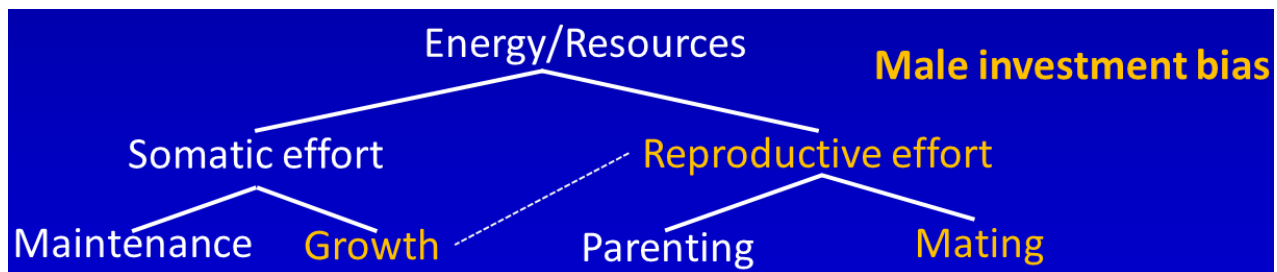 Energy/Resources
Male investment bias
Somatic effort
Reproductive effort
Maintenance
Growth
Parenting
Mating